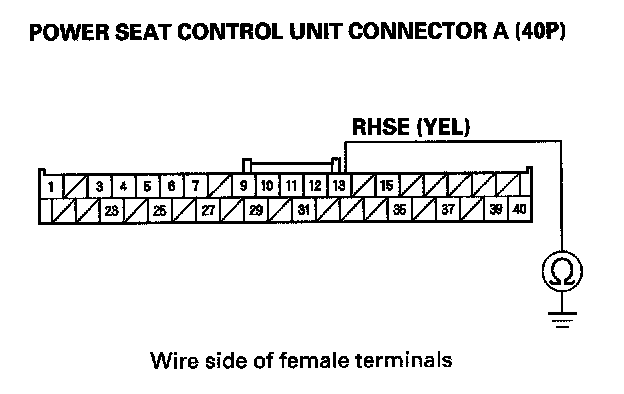 POWER SEAT CONTROL UNIT CONNECTOR A (40P)
RHSE (YEL)
1 3 4 5 6 7 9 10 11 12 13 15
23 25 27 29 31 35 37 39 40
Ω
Wire side of female terminals